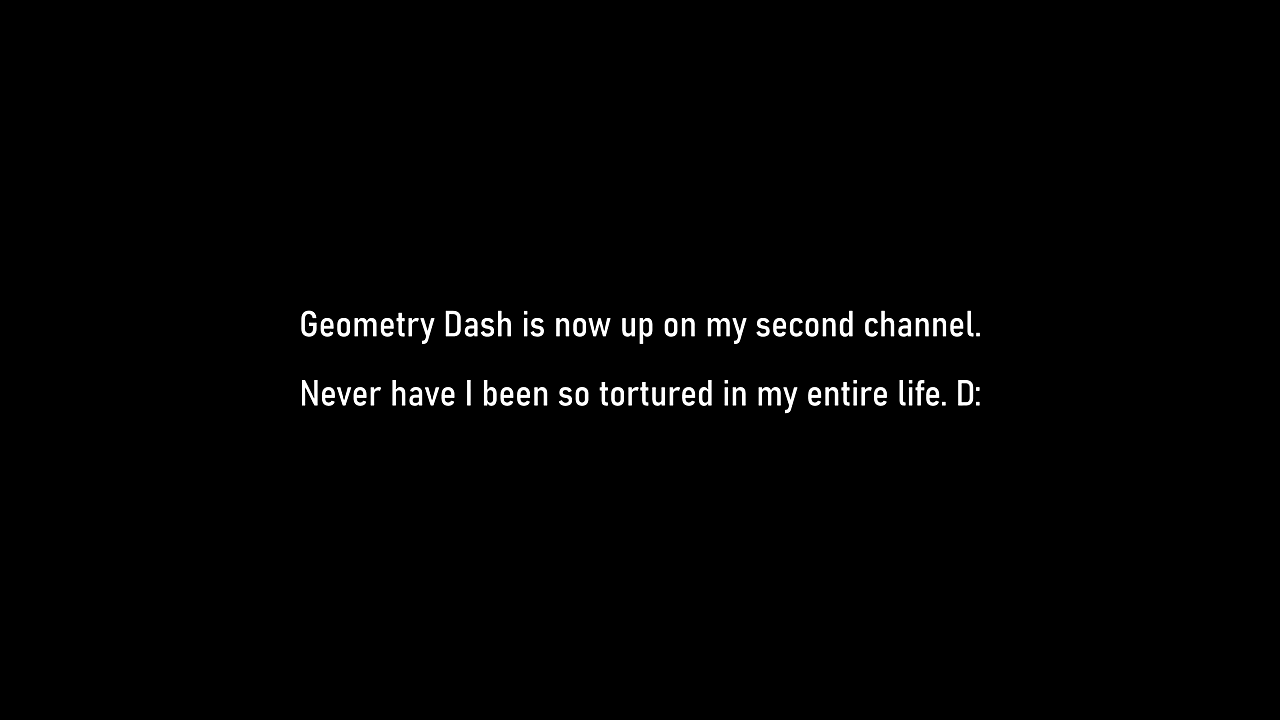 Geometry Dash is now up on my second channel.
Never have I been so tortured in my entire life. D: